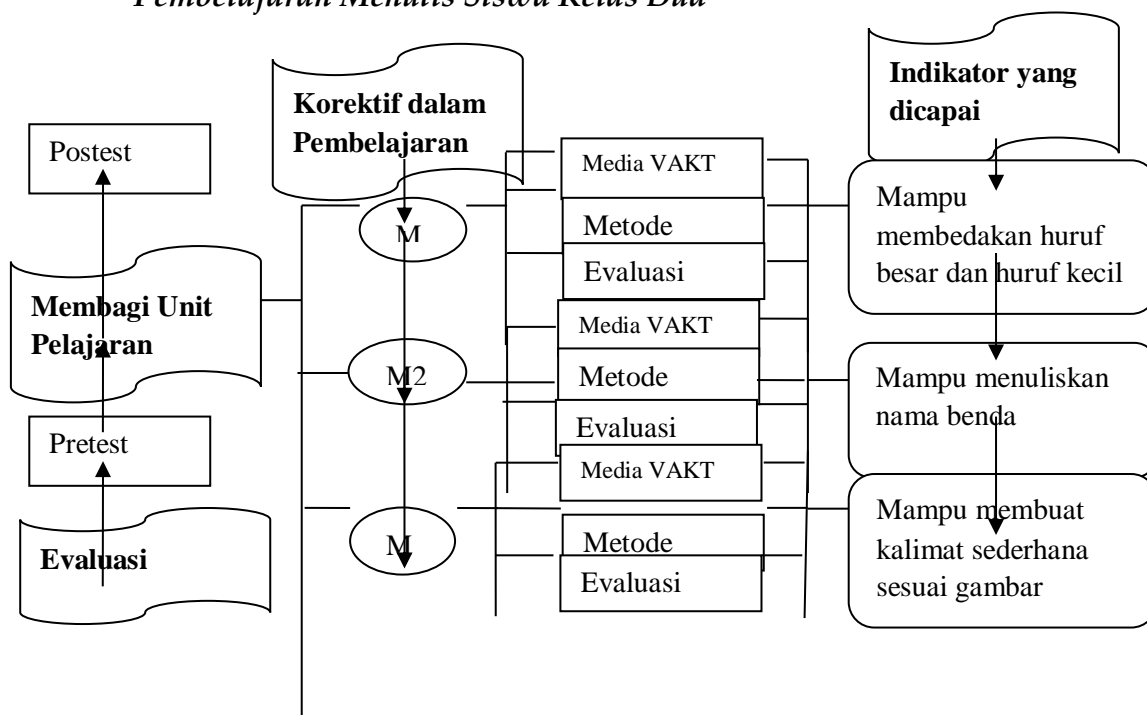 Pembelajaran Menulis Siswa Kelas Dua
Postest
Membagi Unit
Pelajaran
Pretest
Evaluasi
Korektif dalam
Pembelajaran
M
M2
M
Media VAKT
Metode
Evaluasi
Media VAKT
Metode
Evaluasi
Media VAKT
Metode
Evaluasi
Indikator yang
dicapai
Mampu
membedakan huruf
besar dan huruf kecil
Mampu menuliskan
nama benda
Mampu membuat
kalimat sederhana
sesuai gambar